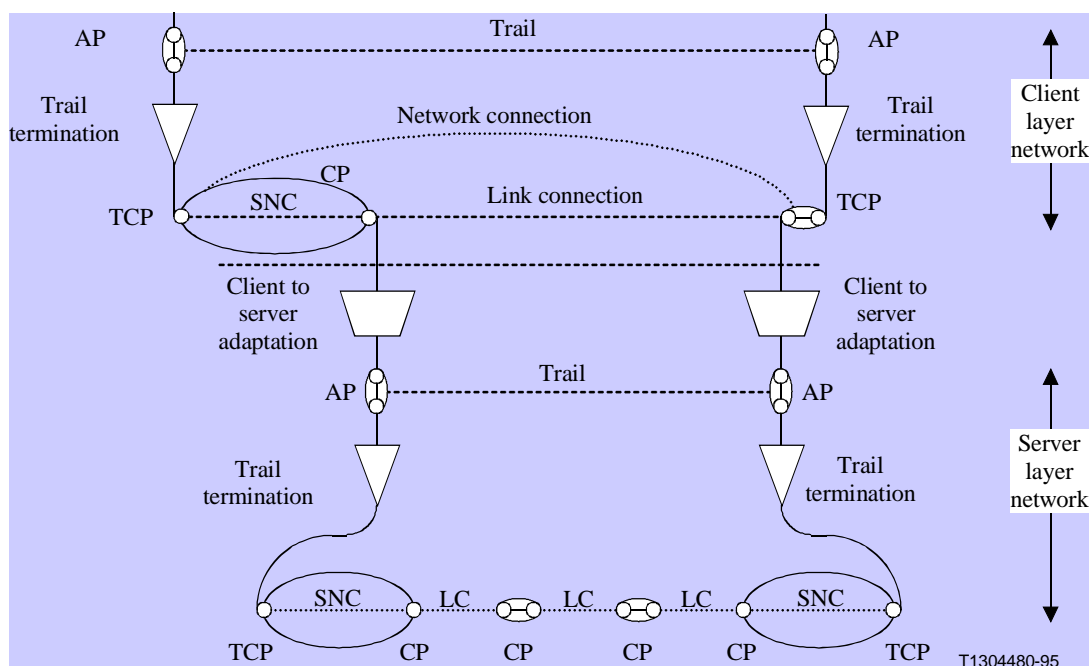 AP
Trail
AP
Trail
termination
Network connection
Trail
termination
Client
layer
network
CP
TCP
SNC
Link connection
TCP
Client to
server
adaptation
Client to
server
adaptation
AP
Trail
AP
Trail
termination
Trail
termination
Server
layer
network
SNC
LC
LC
LC
SNC
TCP
CP
CP
CP
CP
TCP
T1304480-95